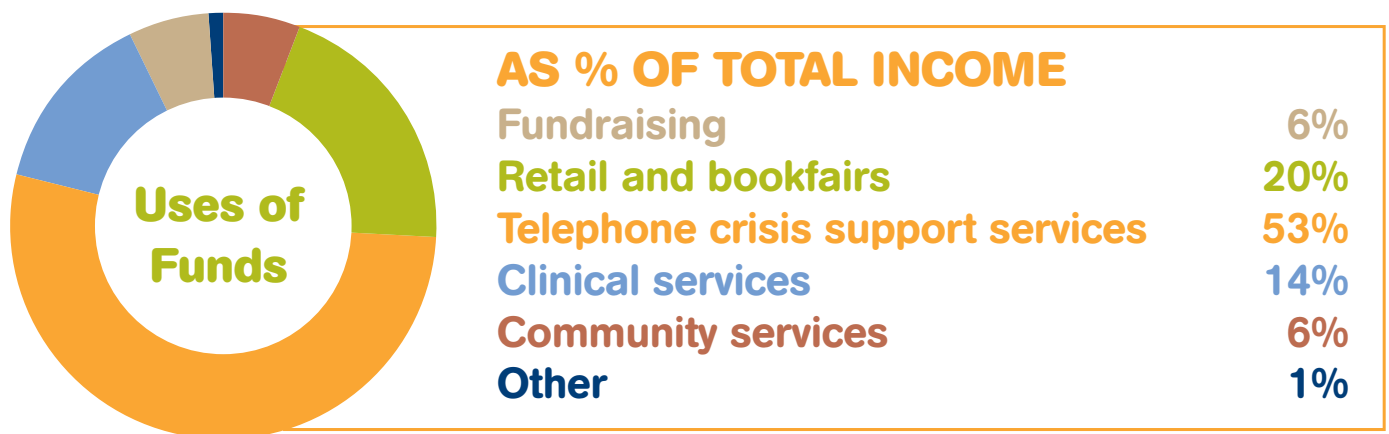 Uses of
Funds
AS % OF TOTAL INCOME
Fundraising 6%
Retail and bookfairs 20%
Telephone crisis support services 53%
Clinical services 14%
Community services 6%
Other 1%